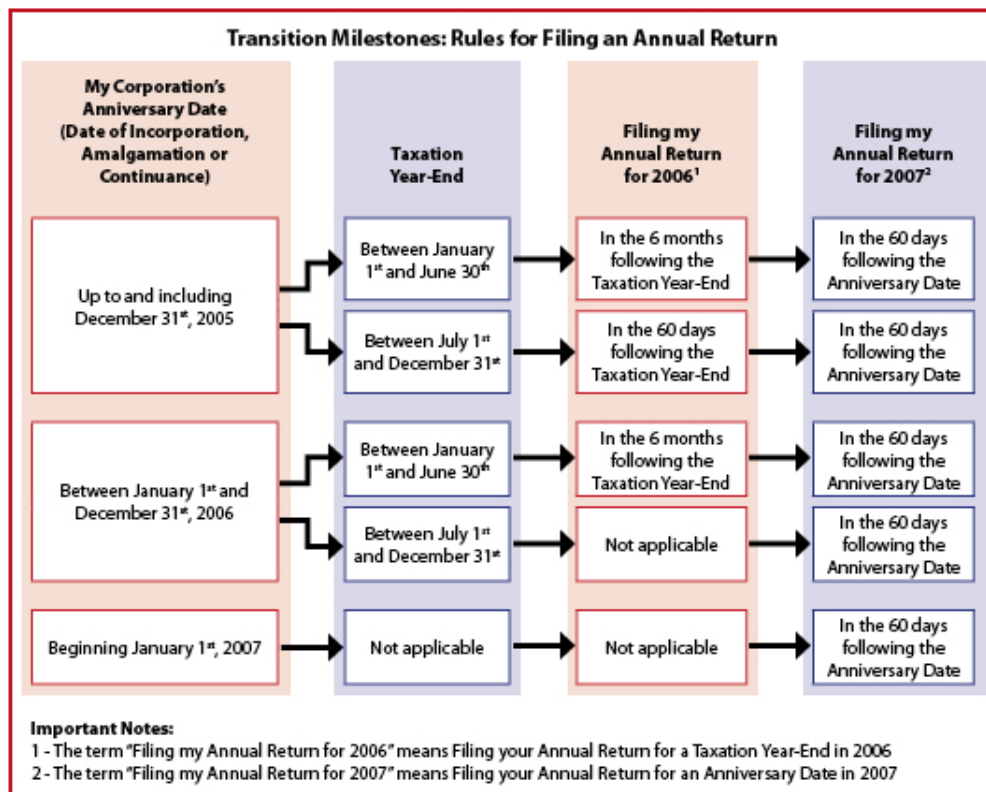 Transition Milestones: Rules for Filing an Annual Return
My Corporation's
Anniversary Date
(Date of Incorporation,
Amalgamation or
Continuance)
Taxation
Year-End
Filing my
Annual Return
for 2006¹
Filing my
Annual Return
for 2007²
Up to and including
December 31ˢᵗ, 2005
Between January
1ˢᵗ and June 30ᵗʰ
In the 6 months
following the
Taxation Year-End
In the 60 days
following the
Anniversary Date
Between July 1ˢᵗ
and December 31ˢᵗ
In the 60 days
following the
Taxation Year-End
In the 60 days
following the
Anniversary Date
Between January 1ˢᵗ and
December 31ˢᵗ, 2006
Between January
1ˢᵗ and June 30ᵗʰ
In the 6 months
following the
Taxation Year-End
In the 60 days
following the
Anniversary Date
Between July 1ˢᵗ
and December 31ˢᵗ
Not applicable
In the 60 days
following the
Anniversary Date
Beginning January 1ˢᵗ, 2007
Not applicable
Not applicable
In the 60 days
following the
Anniversary Date
Important Notes:
1 - The term "Filing my Annual Return for 2006" means Filing your Annual Return for a Taxation Year-End in 2006
2 - The term "Filing my Annual Return for 2007" means Filing your Annual Return for an Anniversary Date in 2007